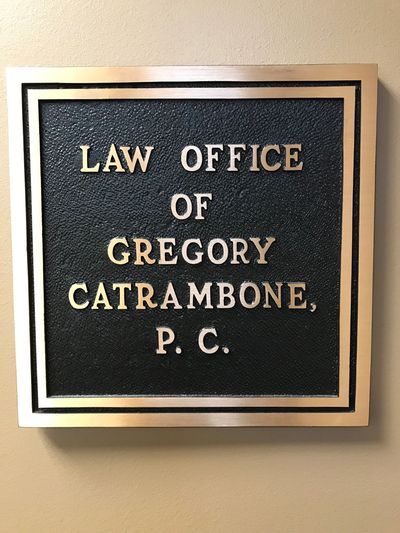 LAW OFFICE
OF
GREGORY
CATRAMBONE,
P. C.